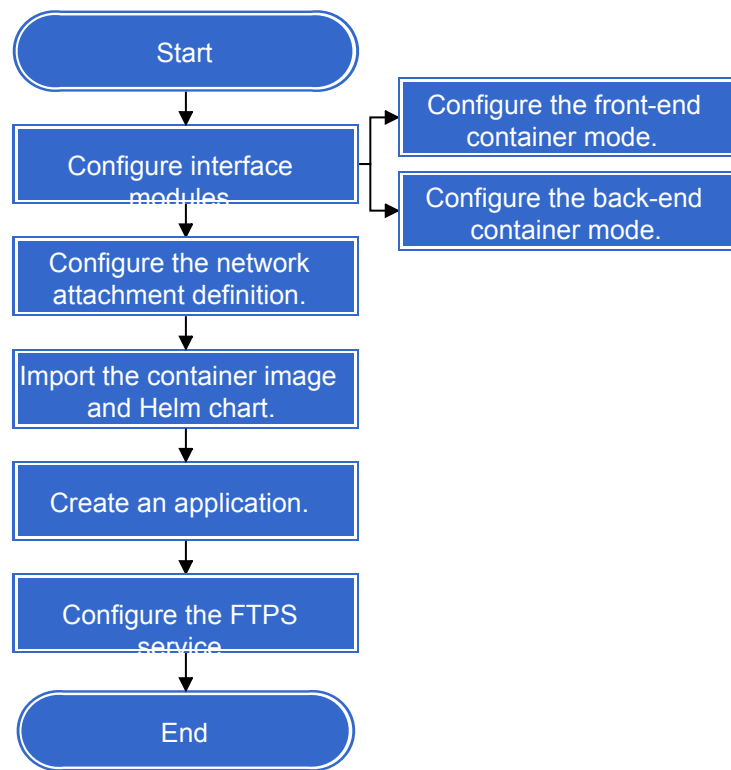 Start
Configure interface
modules
Configure the front-end
container mode.
Configure the back-end
container mode.
Configure the network
attachment definition.
Import the container image
and Helm chart.
Create an application.
Configure the FTPS
service
End